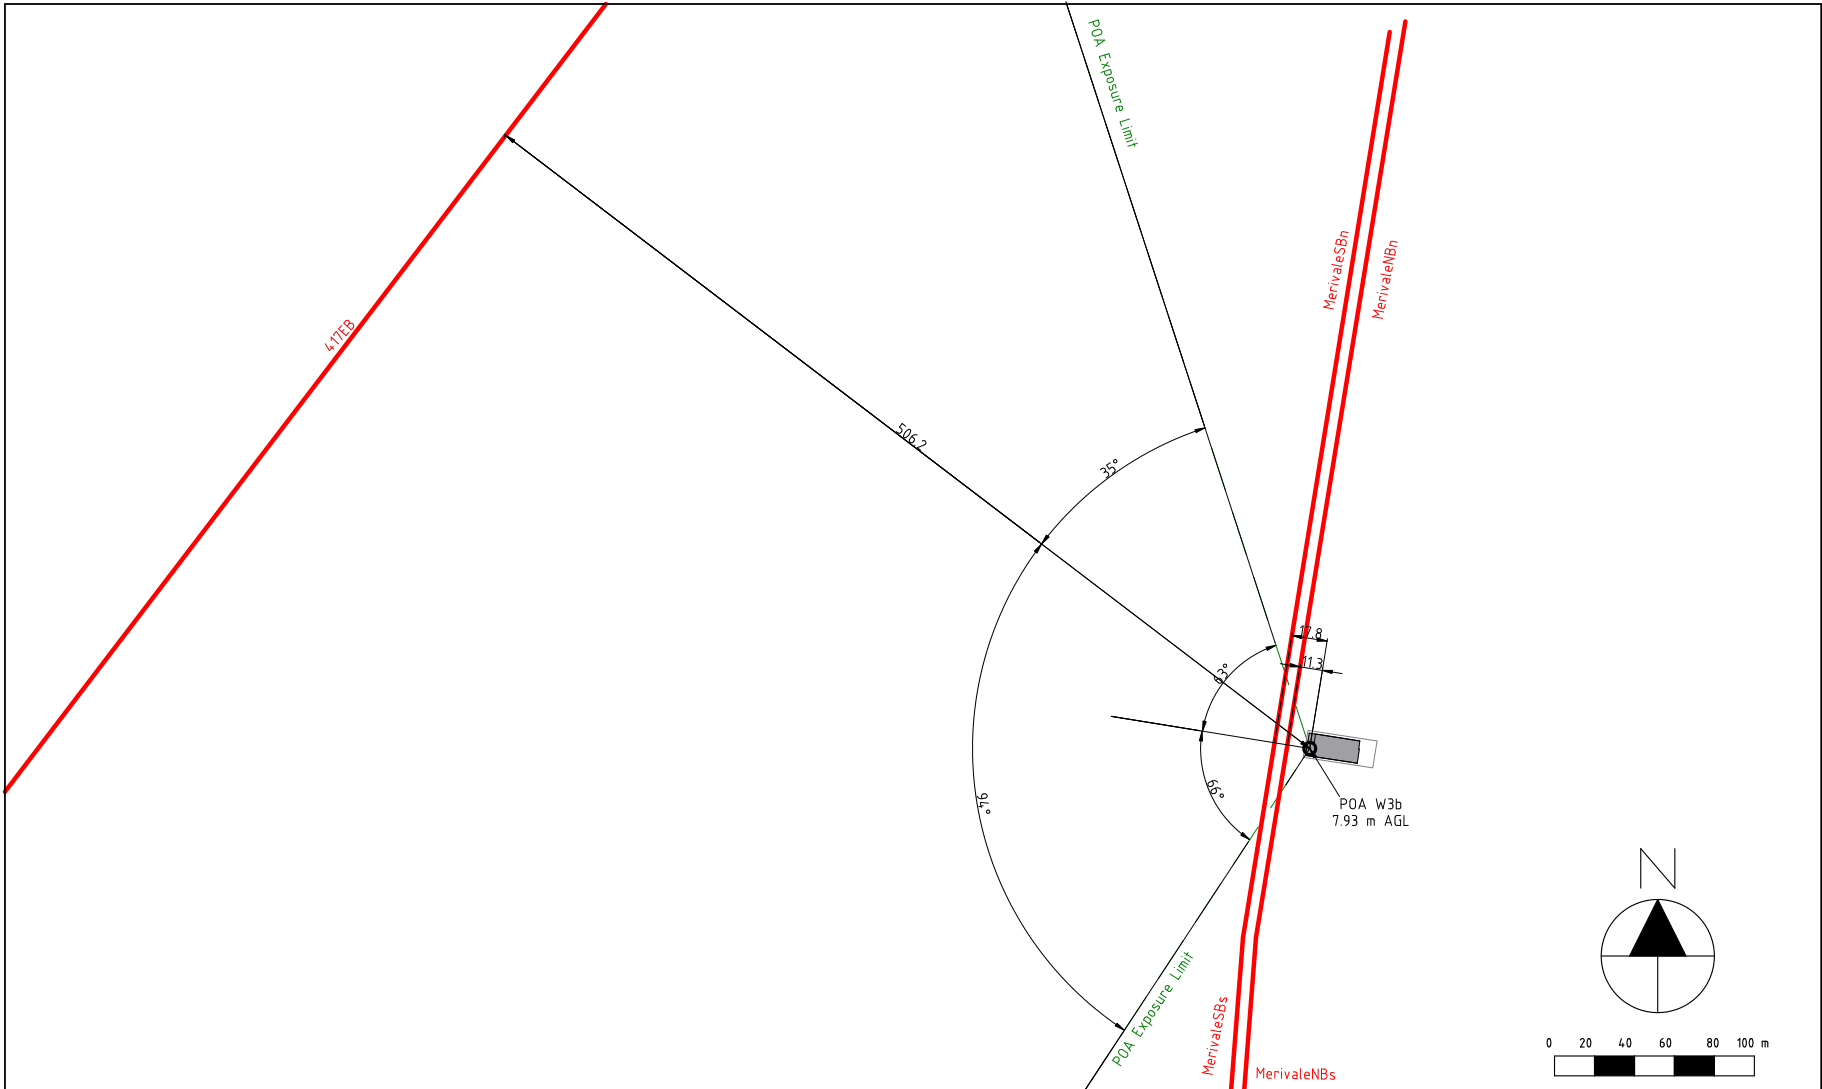 POA Exposure Limit
MerivaleSBn
MerivaleNBn
417EB
506.2
35°
17.8
11.3
63°
94°
66°
POA W3b
7.93 m AGL
N
POA Exposure Limit
MerivaleSBs
MerivaleNBs
0 20 40 60 80 100 m